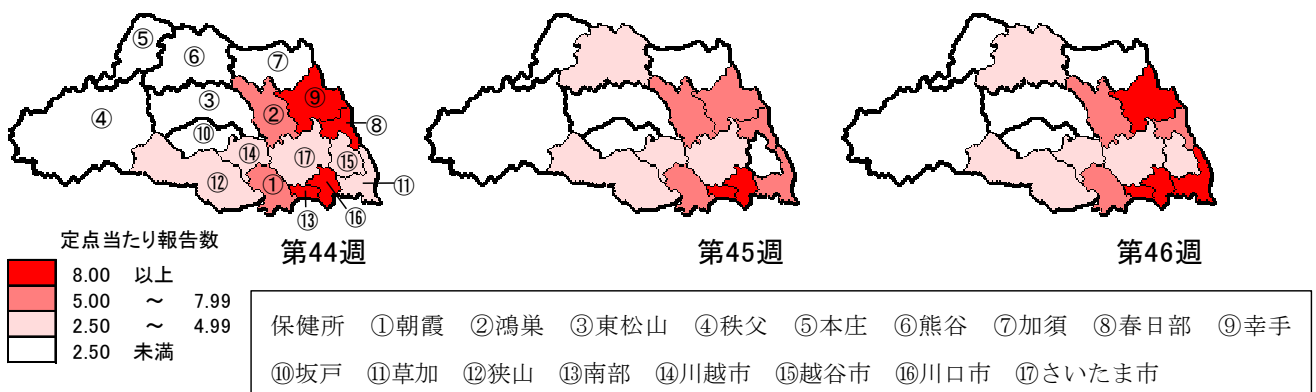 ⑤
⑥
⑦
④
③
②
⑨
⑧
⑩
⑭
⑰
⑮
⑫
①
⑪
⑬
⑯
第44週
第45週
第46週
定点当たり報告数
8.00 以上
5.00 ～ 7.99
2.50 ～ 4.99
2.50 未満
保健所 ①朝霞 ②鴻巣 ③東松山 ④秩父 ⑤本庄 ⑥熊谷 ⑦加須 ⑧春日部 ⑨幸手
⑩坂戸 ⑪草加 ⑫狭山 ⑬南部 ⑭川越市 ⑮越谷市 ⑯川口市 ⑰さいたま市